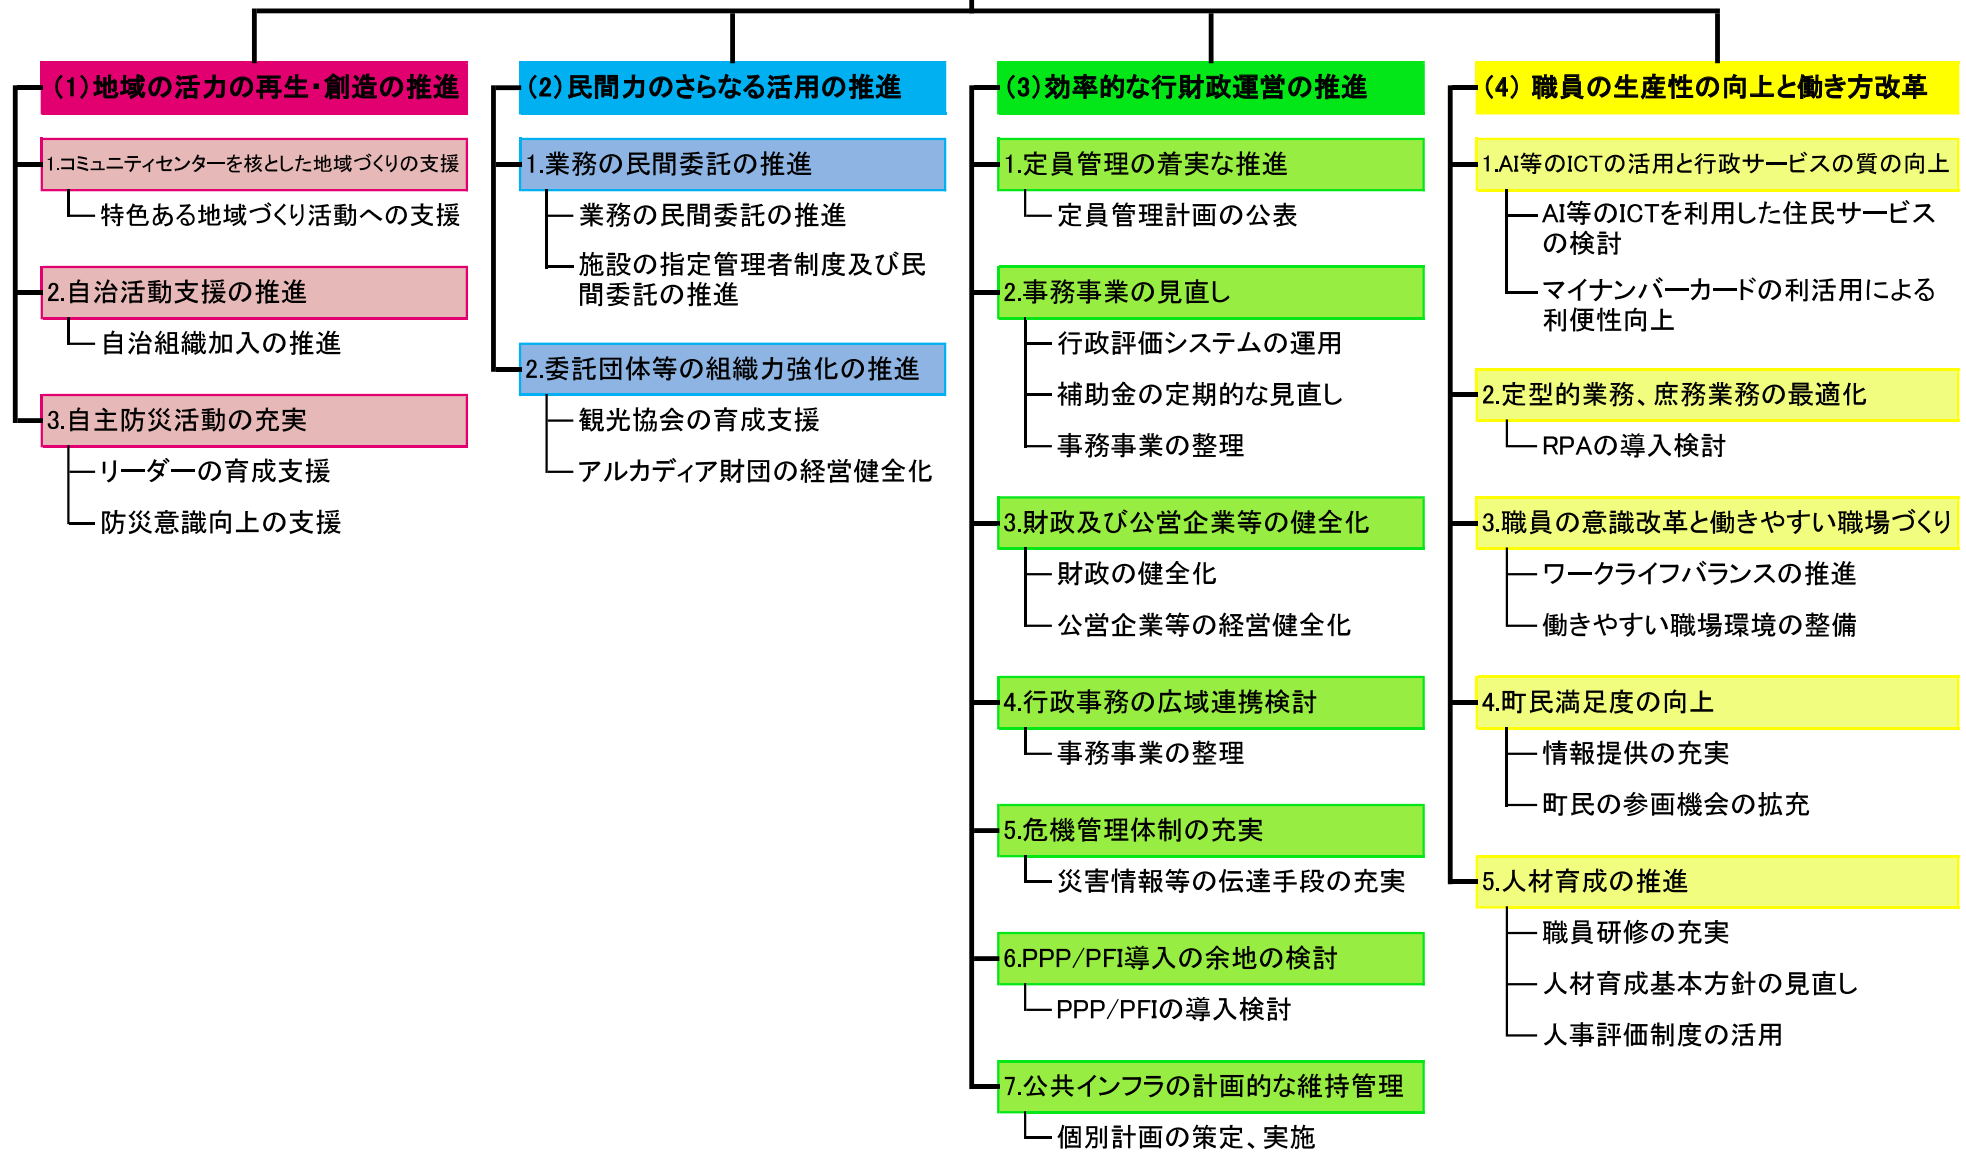 (1)地域の活力の再生・創造の推進
1.コミュニティセンターを核とした地域づくりの支援
特色ある地域づくり活動への支援
2.自治活動支援の推進
自治組織加入の推進
3.自主防災活動の充実
リーダーの育成支援
防災意識向上の支援
(2)民間力のさらなる活用の推進
1.業務の民間委託の推進
業務の民間委託の推進
施設の指定管理者制度及び民
間委託の推進
2.委託団体等の組織力強化の推進
観光協会の育成支援
アルカディア財団の経営健全化
(3)効率的な行財政運営の推進
1.定員管理の着実な推進
定員管理計画の公表
2.事務事業の見直し
行政評価システムの運用
補助金の定期的な見直し
事務事業の整理
3.財政及び公営企業等の健全化
財政の健全化
公営企業等の経営健全化
4.行政事務の広域連携検討
事務事業の整理
5.危機管理体制の充実
災害情報等の伝達手段の充実
6.PPP/PFI導入の余地の検討
PPP/PFIの導入検討
7.公共インフラの計画的な維持管理
個別計画の策定、実施
(4) 職員の生産性の向上と働き方改革
1.AI等のICTの活用と行政サービスの質の向上
AI等のICTを利用した住民サービス
の検討
マイナンバーカードの利活用による
利便性向上
2.定型的業務、庶務業務の最適化
RPAの導入検討
3.職員の意識改革と働きやすい職場づくり
ワークライフバランスの推進
働きやすい職場環境の整備
4.町民満足度の向上
情報提供の充実
町民の参画機会の拡充
5.人材育成の推進
職員研修の充実
人材育成基本方針の見直し
人事評価制度の活用